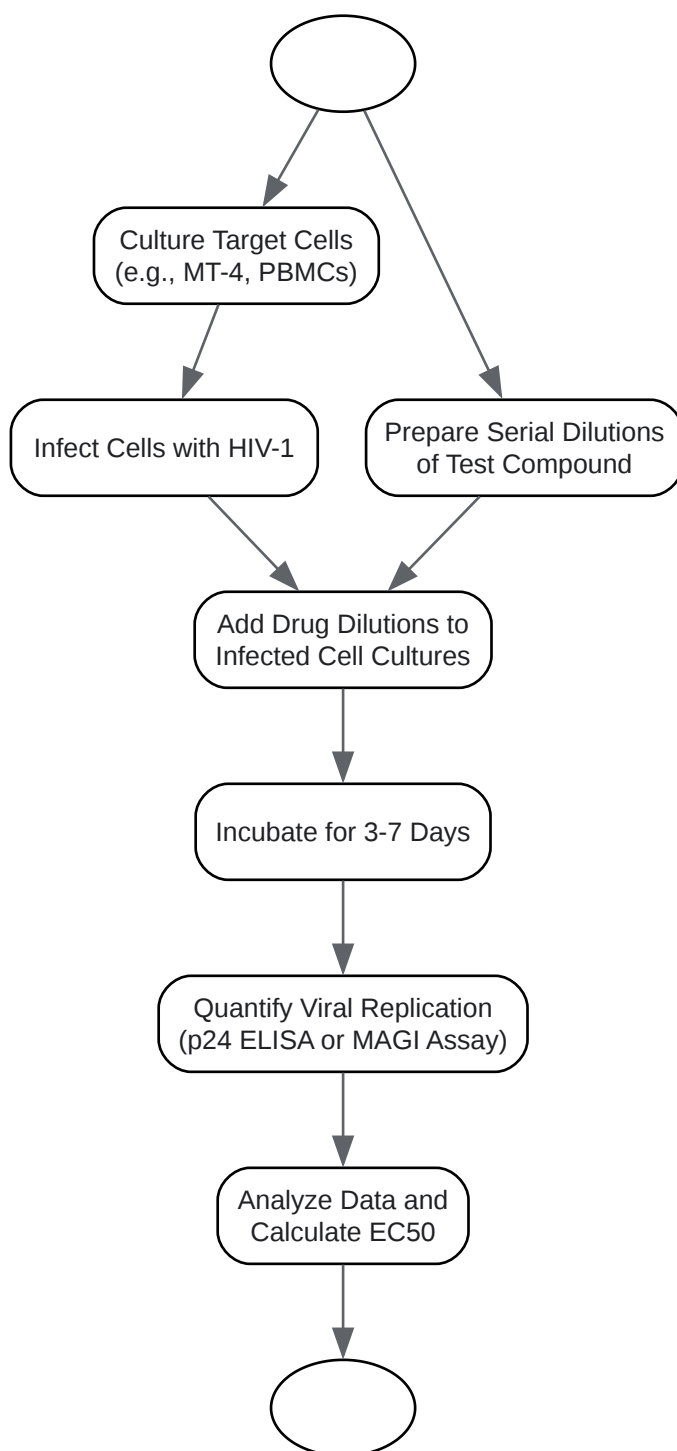 Culture Target Cells
(e.g., MT-4, PBMCs)
Infect Cells with HIV-1
Prepare Serial Dilutions
of Test Compound
Add Drug Dilutions to
Infected Cell Cultures
Incubate for 3-7 Days
Quantify Viral Replication
(p24 ELISA or MAGI Assay)
Analyze Data and
Calculate EC50